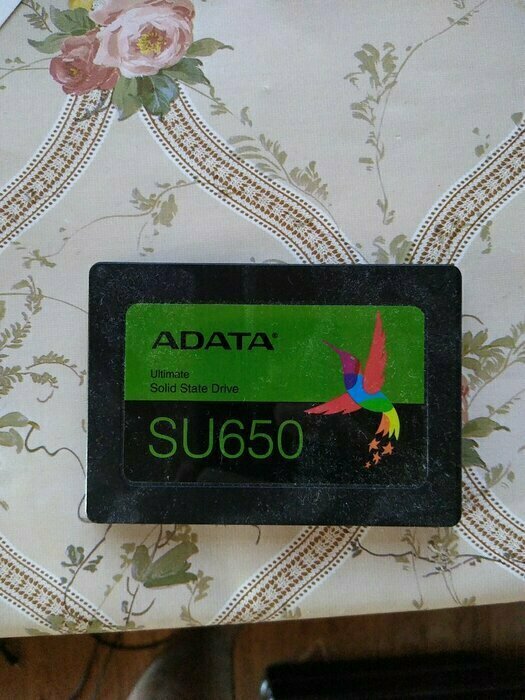 ADATA®
Ultimate
Solid State Drive
SU650